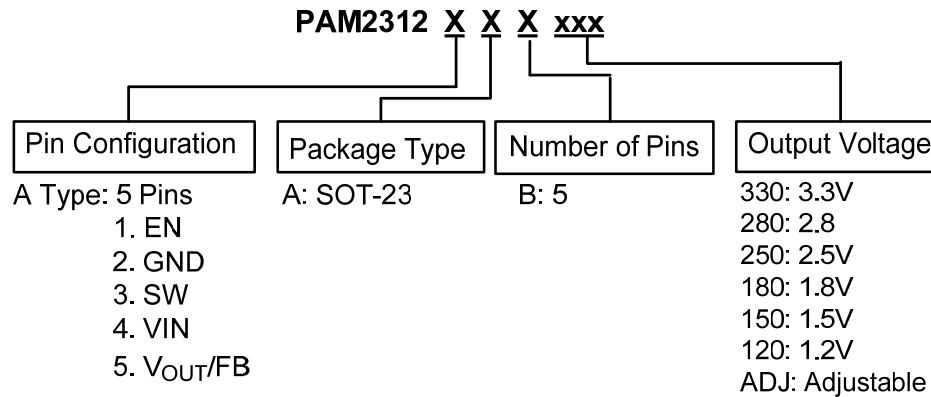 PAM2312 X X X xxx
Pin Configuration
A Type: 5 Pins
1. EN
2. GND
3. SW
4. VIN
5. VOUT/FB
Package Type
A: SOT-23
Number of Pins
B: 5
Output Voltage
330: 3.3V
280: 2.8
250: 2.5V
180: 1.8V
150: 1.5V
120: 1.2V
ADJ: Adjustable